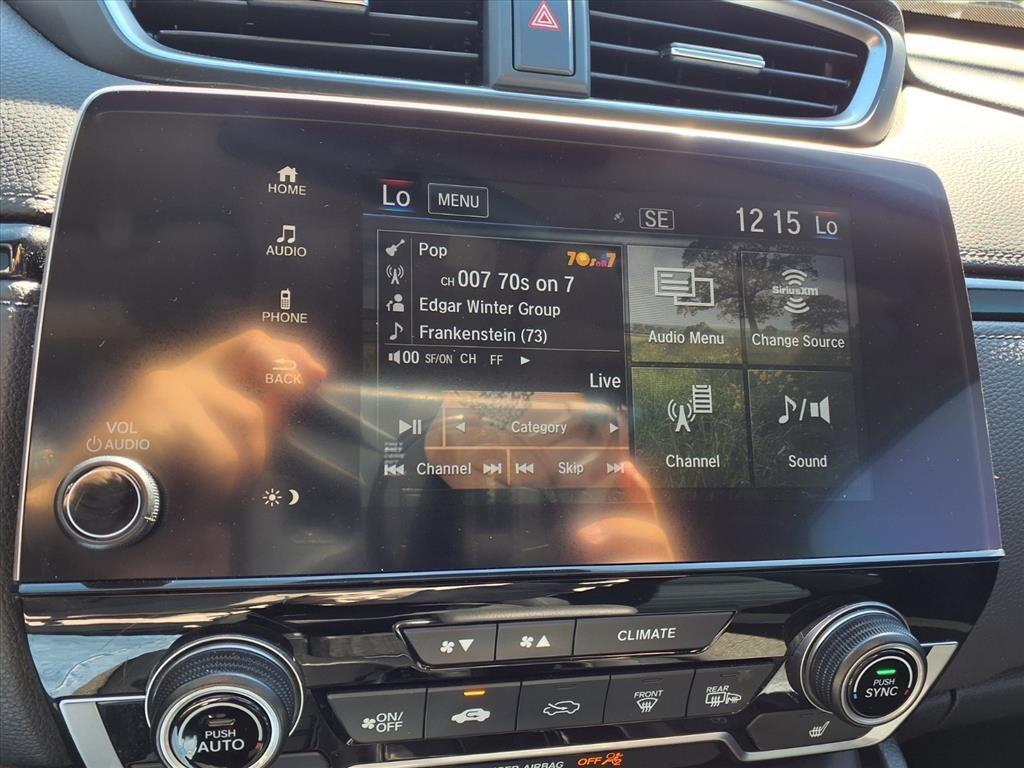 HOME
AUDIO
PHONE
BACK
VOL
AUDIO
Lo MENU SE 12 15 Lo
Pop 70s on 7
CH 007 70s on 7
Edgar Winter Group
Frankenstein (73)
00 SF/ON CH FF
Live
Category
Channel Skip
Audio Menu
SiriusXM
Change Source
Channel
Sound
CLIMATE
ON/
OFF
FRONT
REAR
PUSH
AUTO
PUSH
SYNC
AIRBAG OFF